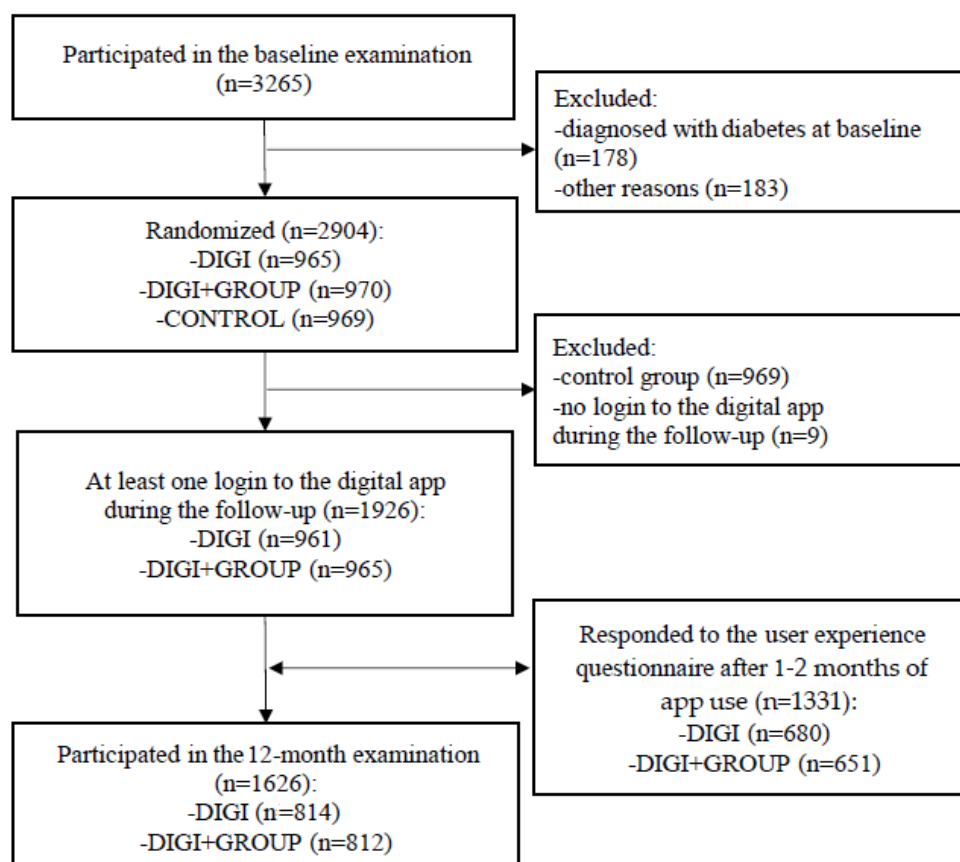 Participated in the baseline examination
(n=3265)
Excluded:
-diagnosed with diabetes at baseline
(n=178)
-other reasons (n=183)
Randomized (n=2904):
-DIGI (n=965)
-DIGI+GROUP (n=970)
-CONTROL (n=969)
Excluded:
-control group (n=969)
-no login to the digital app
during the follow-up (n=9)
At least one login to the digital app
during the follow-up (n=1926):
-DIGI (n=961)
-DIGI+GROUP (n=965)
Responded to the user experience
questionnaire after 1-2 months of
app use (n=1331):
-DIGI (n=680)
-DIGI+GROUP (n=651)
Participated in the 12-month examination
(n=1626):
-DIGI (n=814)
-DIGI+GROUP (n=812)